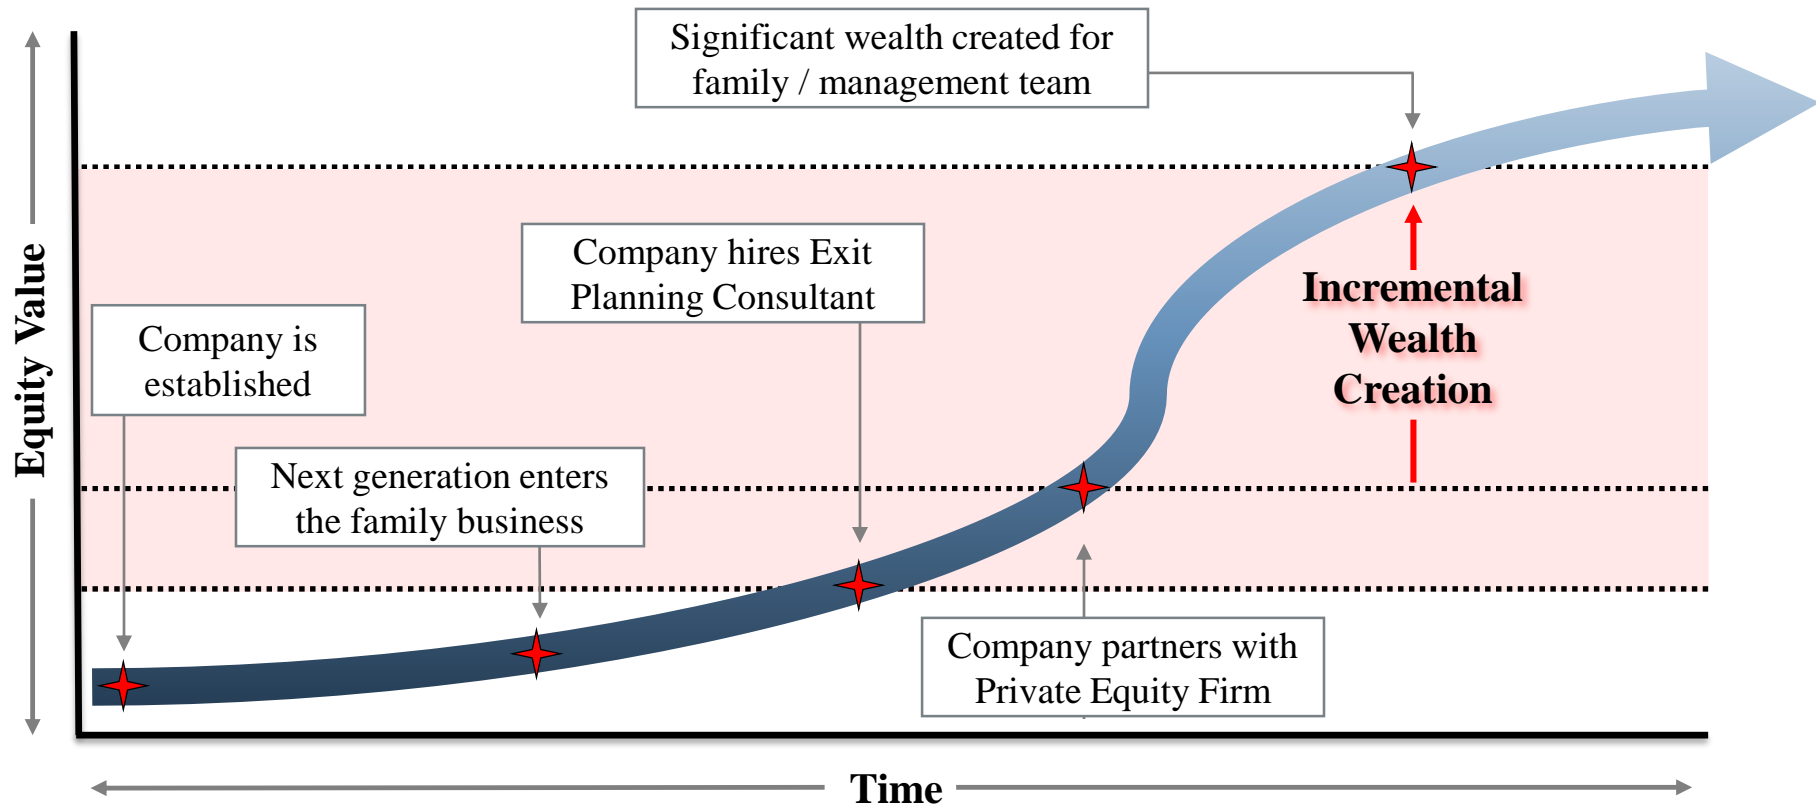 Significant wealth created for
family / management team
Company hires Exit
Planning Consultant
Company is
established
Next generation enters
the family business
Company partners with
Private Equity Firm
Incremental
Wealth
Creation
Equity Value
Time